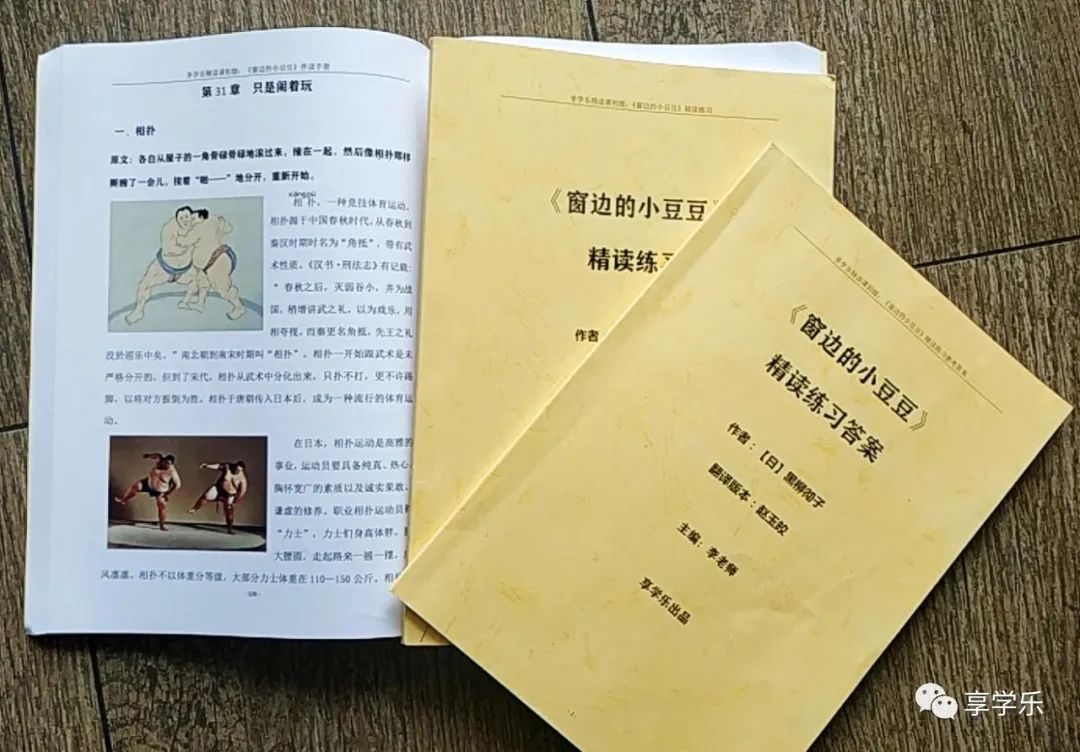 享学乐精读课初级：《窗边的小豆豆》伴读手册
第 31 章 只是闹着玩
一、相扑
原文：各自从屋子的一角骨碌骨碌地滚过来，撞在一起，然后像相扑那样
厮拥了一会儿，接着“啪——”地分开，重新开始。
xiāng pū
相扑，一种竞技体育运动。
相扑源于中国春秋时代，从春秋到
秦汉时期时名为“角抵”，带有武
术性质。《汉书·刑法志》有记载：
“春秋之后，灭弱吞小，并为战
国，稍增讲武之礼，以为戏乐，用
相夸视。而秦更名角抵，先王之礼
没於淫乐中矣。”南北朝到南宋时期叫“相扑”。相扑一开始跟武术是未
严格分开的，但到了宋代，相扑从武术中分化出来，只扑不打，更不许踢
脚，以将对方扳倒为胜。相扑于唐朝传入日本后，成为一种流行的体育运
动。
在日本，相扑运动是高雅的
事业，运动员要具备纯真、热心、
胸怀宽广的素质以及诚实果敢、
谦虚的修养。职业相扑运动员
“力士”，力士们身高体胖，
大腰圆，走起路来一摇一摆，
风凛凛。相扑不以体重分等级，大部分力士体重在 110—150 公斤，相
享学乐精读课初级：《窗边的小豆豆》精读练习
《窗边的小豆豆
精读练
作者
享学乐精读课初级：《窗边的小豆豆》精读练习参考答案
《窗边的小豆豆》
精读练习答案
作者：【日】黑柳彻子
翻译版本：赵玉皎
主编：李老师
享学乐出品
享学乐